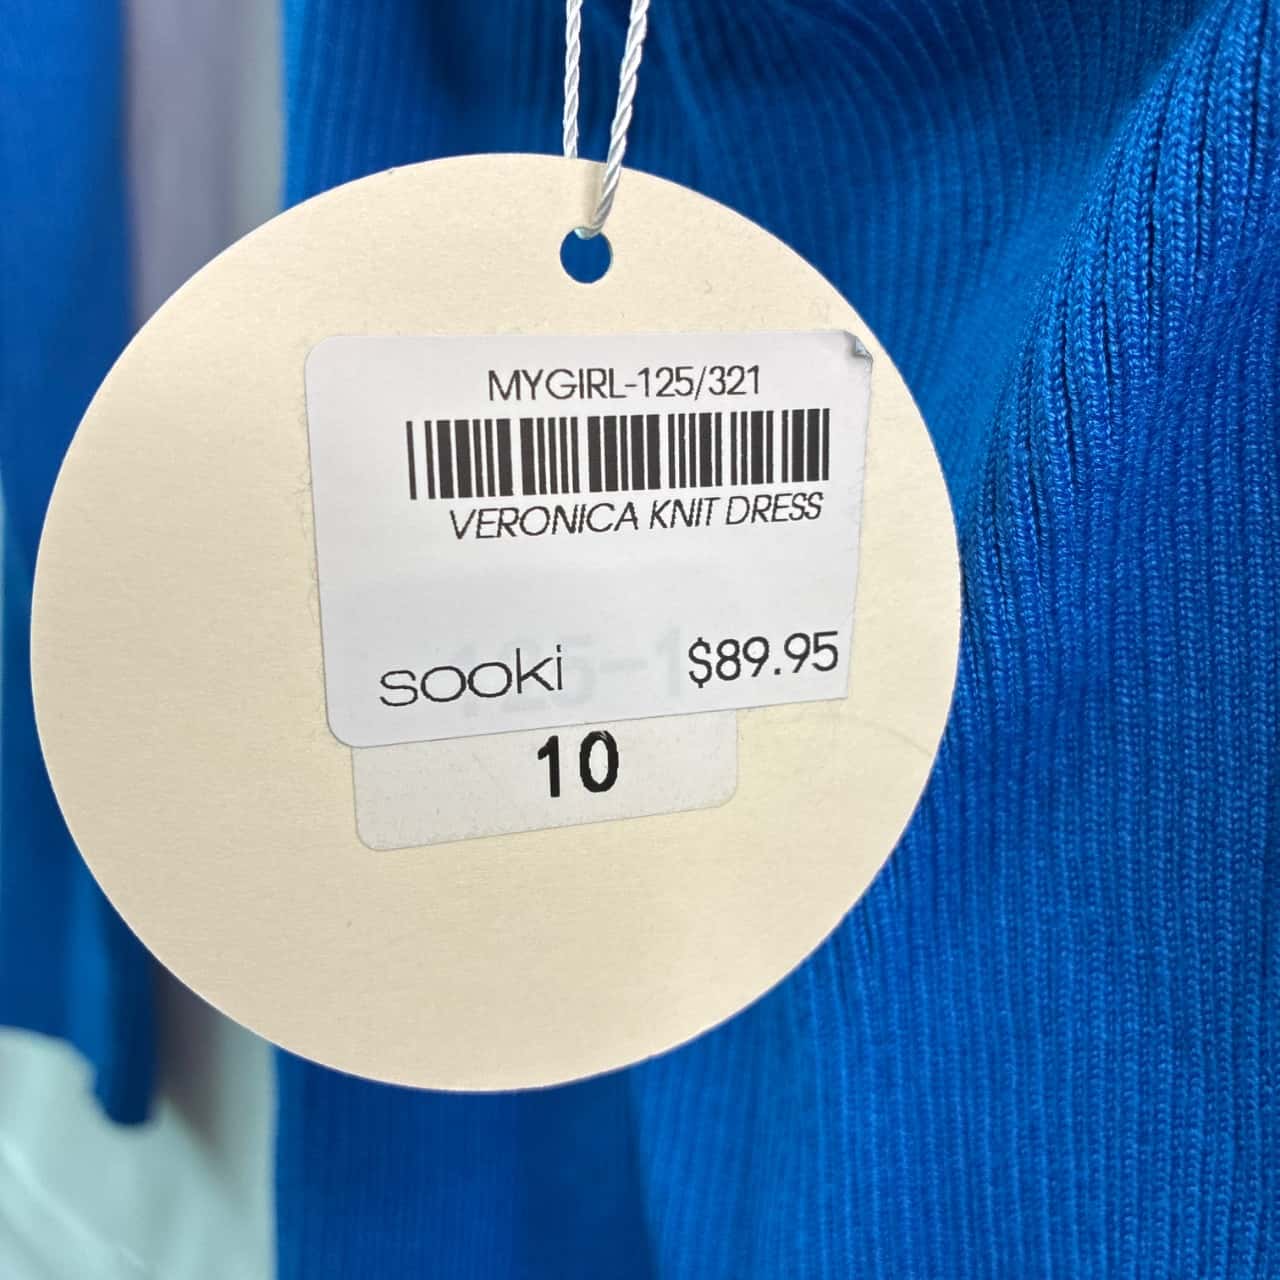 MYGIRL-125/321
VERONICA KNIT DRESS
sooki $89.95
10